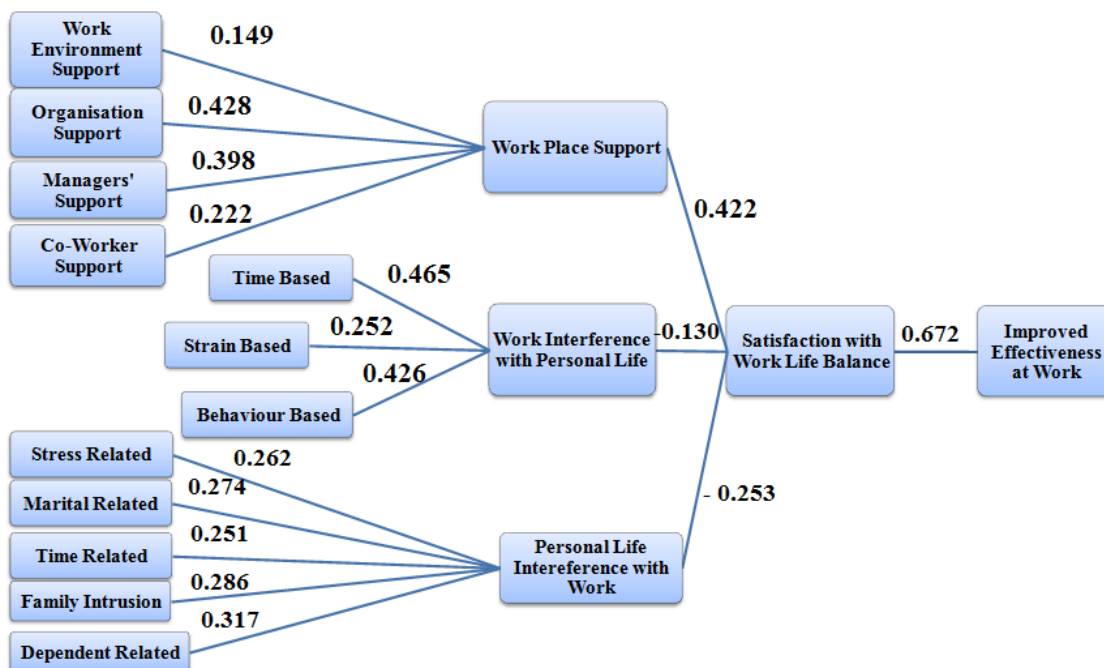 Work
Environment
Support
0.149
Organisation
Support
0.428
Managers'
Support
0.398
Co-Worker
Support
0.222
Work Place Support
0.422
Time Based
0.465
Strain Based
0.252
Behaviour Based
0.426
Work Interference
with Personal Life
-0.130
Satisfaction with
Work Life Balance
0.672
Improved
Effectiveness
at Work
Stress Related
0.262
Marital Related
0.274
Time Related
0.251
Family Intrusion
0.286
Dependent Related
0.317
Personal Life
Intereference with
Work
- 0.253